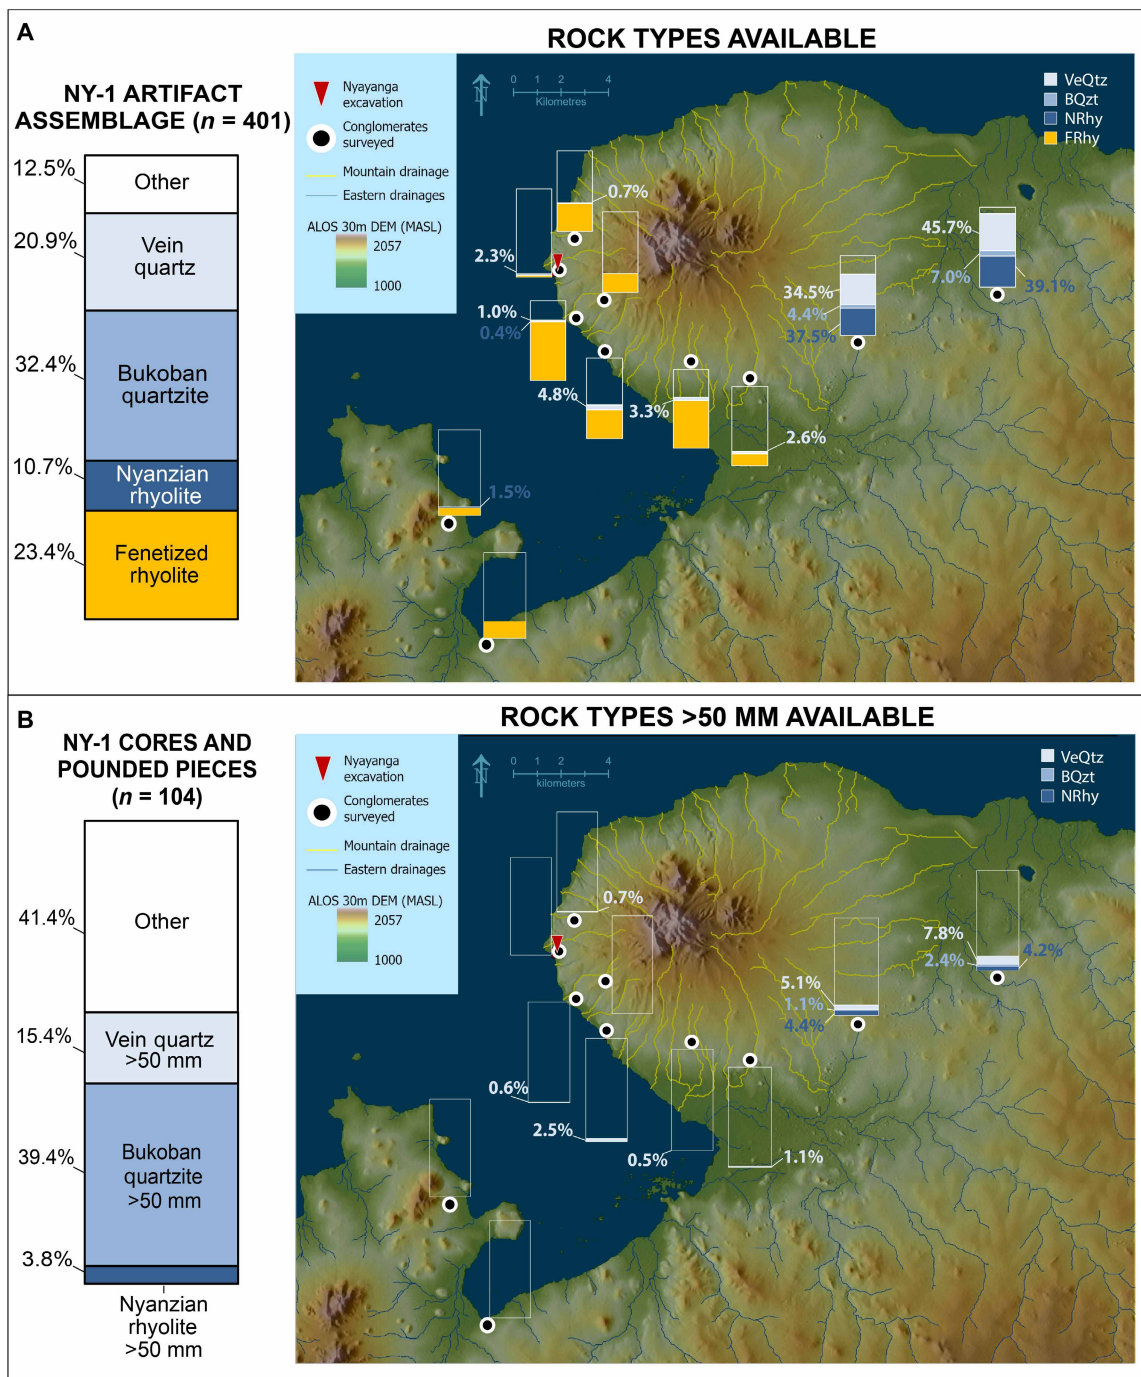 A
ROCK TYPES AVAILABLE
NY-1 ARTIFACT
ASSEMBLAGE (n = 401)
12.5%
Other
20.9%
Vein
quartz
32.4%
Bukoban
quartzite
10.7%
Nyanzian
rhyolite
23.4%
Fenetized
rhyolite
Nyayanga
excavation
Conglomerates
surveyed
Mountain drainage
Eastern drainages
ALOS 30m DEM (MASL)
2057
1000
N
0 1 2 4
Kilometres
VeQtz
BQzt
NRhy
FRhy
0.7%
2.3%
1.0%
0.4%
4.8%
3.3%
2.6%
1.5%
34.5%
4.4%
37.5%
45.7%
7.0%
39.1%
B
ROCK TYPES >50 MM AVAILABLE
NY-1 CORES AND
POUNDED PIECES
(n = 104)
41.4%
Other
15.4%
Vein quartz
>50 mm
39.4%
Bukoban
quartzite
>50 mm
3.8%
Nyanzian
rhyolite
>50 mm
Nyayanga
excavation
Conglomerates
surveyed
Mountain drainage
Eastern drainages
ALOS 30m DEM (MASL)
2057
1000
N
0 1 2 4
kilometers
VeQtz
BQzt
NRhy
0.7%
0.6%
2.5%
0.5%
1.1%
5.1%
1.1%
4.4%
7.8%
2.4%
4.2%